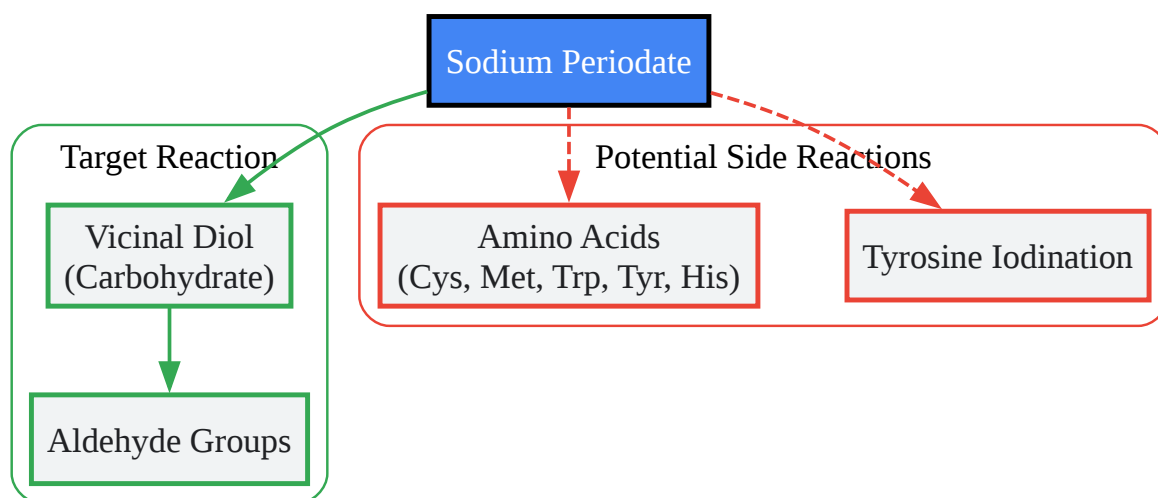 Sodium Periodate
Target Reaction
Potential Side Reactions
Vicinal Diol
(Carbohydrate)
Amino Acids
(Cys, Met, Trp, Tyr, His)
Tyrosine Iodination
Aldehyde Groups